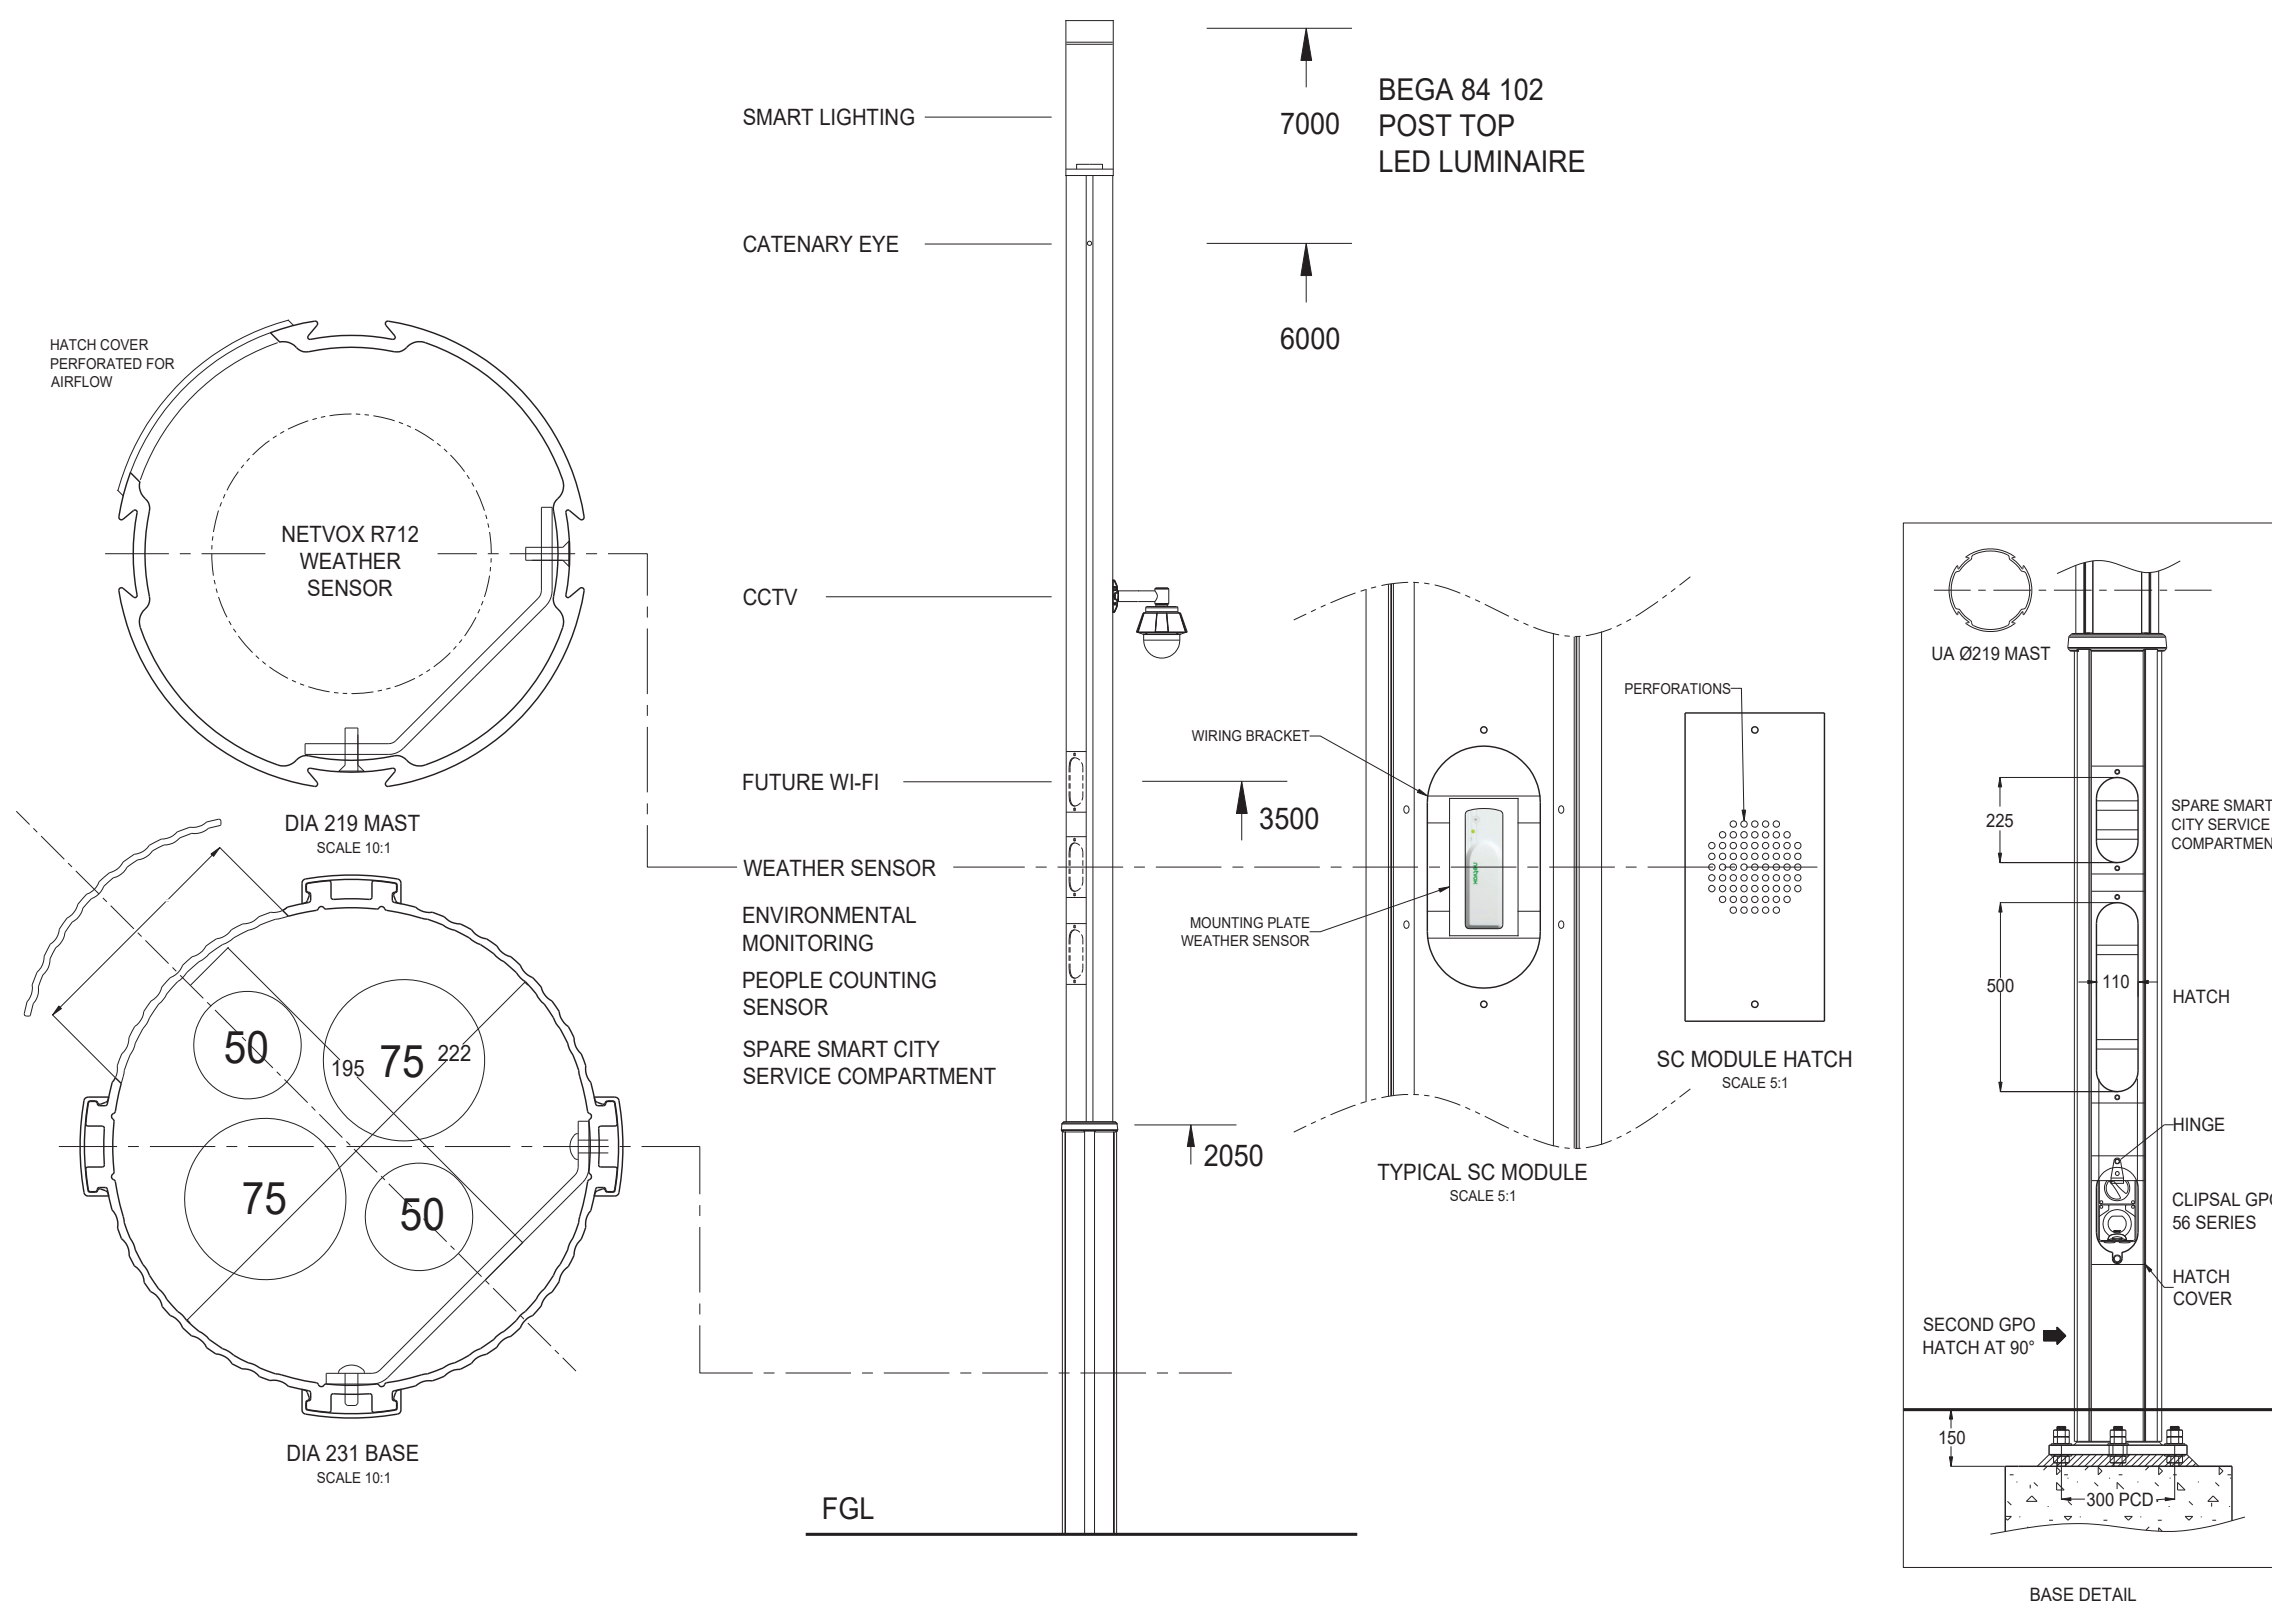 SMART LIGHTING
7000
BEGA 84 102
POST TOP
LED LUMINAIRE
CATENARY EYE
6000
HATCH COVER
PERFORATED FOR
AIRFLOW
NETVOX R712
WEATHER
SENSOR
DIA 219 MAST
SCALE 10:1
CCTV
FUTURE WI-FI
3500
WEATHER SENSOR
ENVIRONMENTAL
MONITORING
PEOPLE COUNTING
SENSOR
SPARE SMART CITY
SERVICE COMPARTMENT
2050
50
195
75
222
75
50
DIA 231 BASE
SCALE 10:1
FGL
WIRING BRACKET
netvox
MOUNTING PLATE
WEATHER SENSOR
TYPICAL SC MODULE
SCALE 5:1
PERFORATIONS
SC MODULE HATCH
SCALE 5:1
UA Ø219 MAST
225
SPARE SMART
CITY SERVICE
COMPARTMEN
500
110
HATCH
HINGE
CLIPSAL GPO
56 SERIES
HATCH
COVER
SECOND GPO
HATCH AT 90°
150
300 PCD
BASE DETAIL